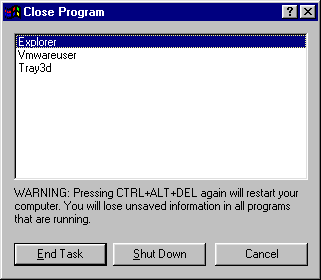 Close Program
Explorer
Vmwareuser
Tray3d
WARNING: Pressing CTRL+ALT+DEL again will restart your
computer. You will lose unsaved information in all programs
that are running.
End Task Shut Down Cancel